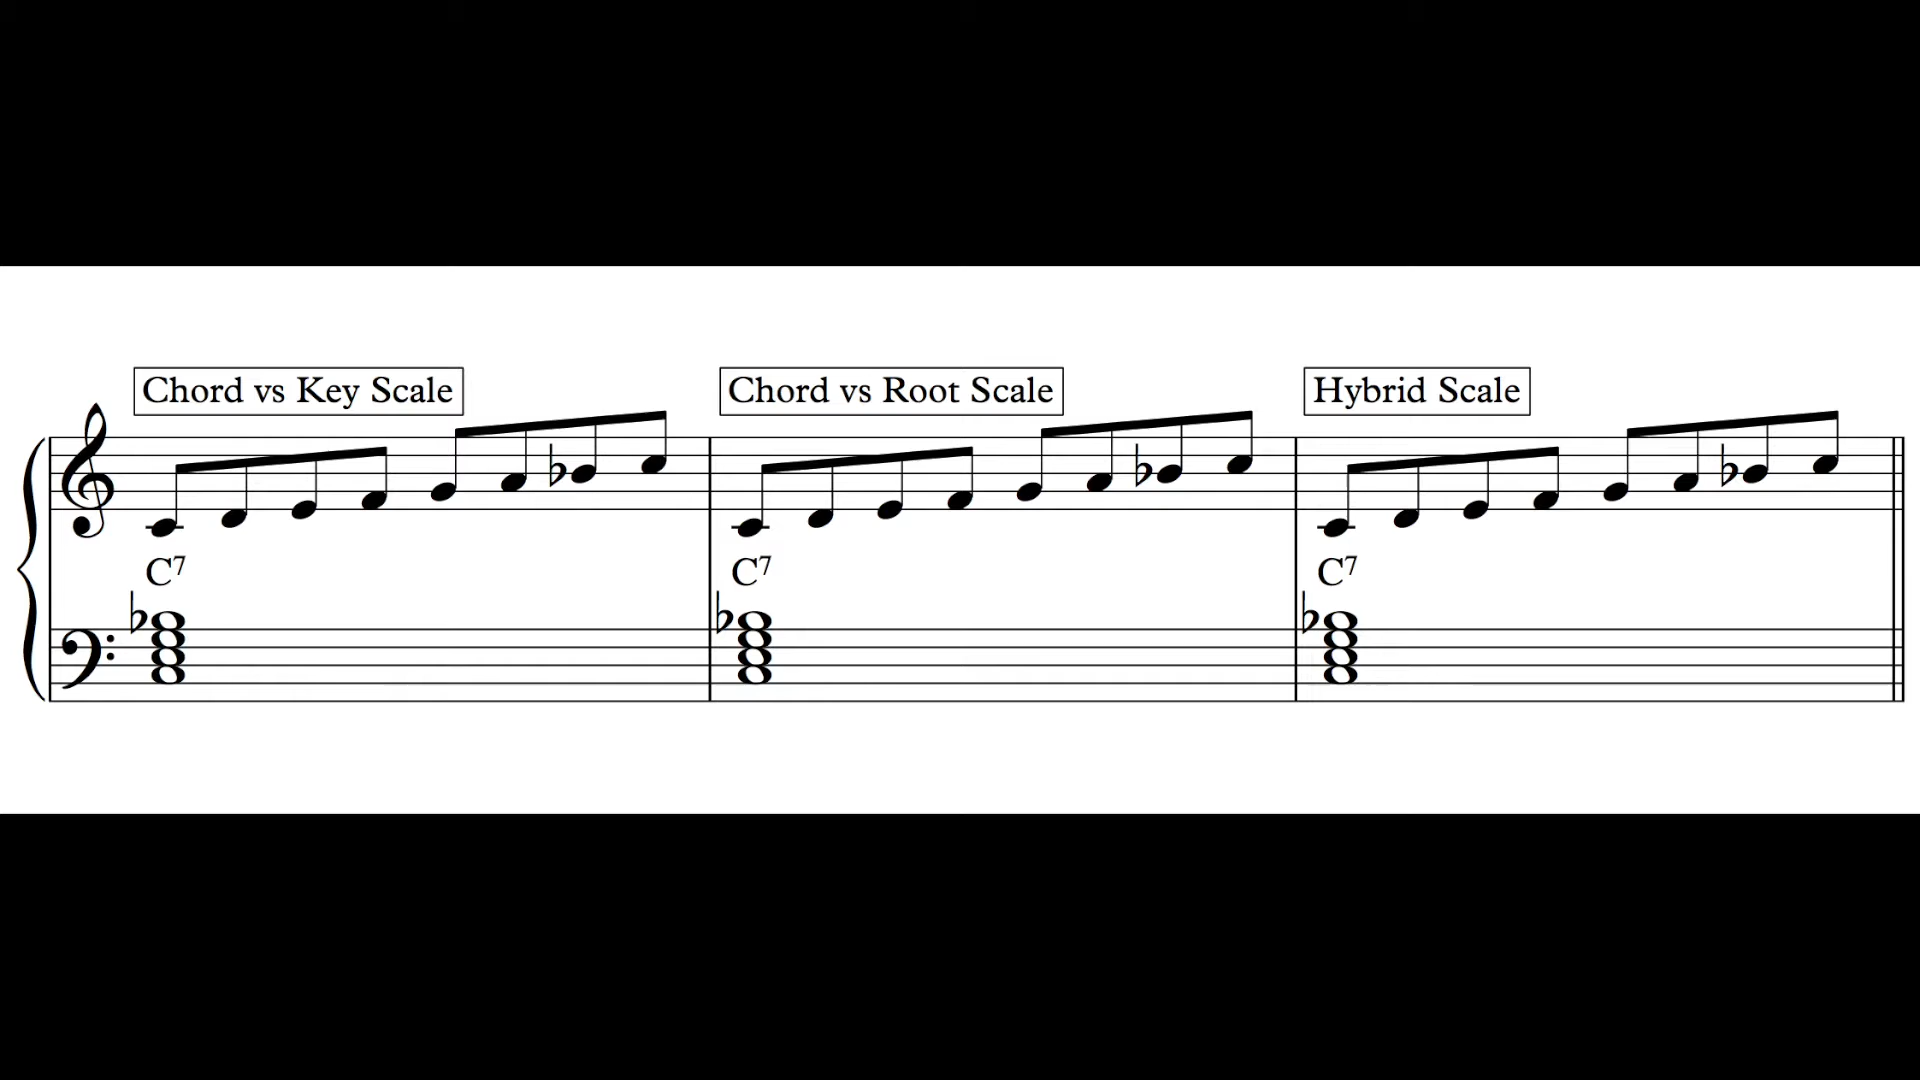 Chord vs Key Scale
Chord vs Root Scale
Hybrid Scale
C7
C7
C7